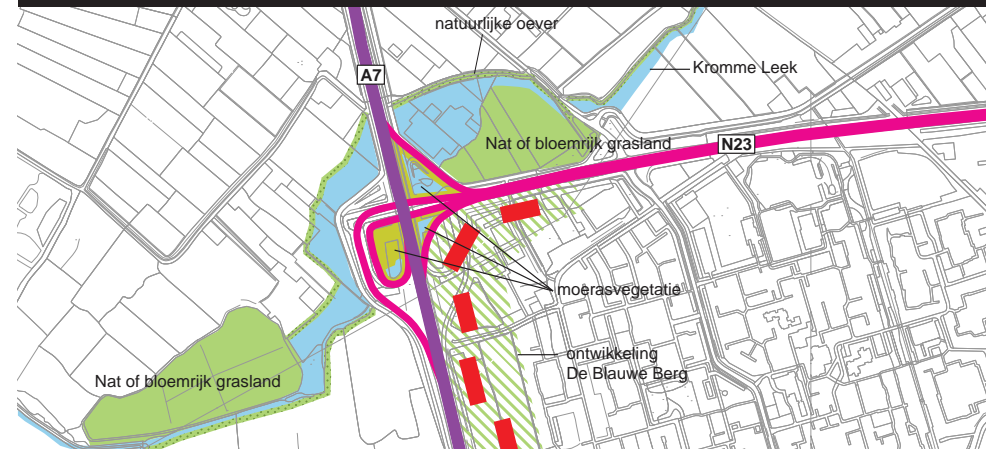 natuurlijke oever
Kromme Leek
A7
Nat of bloemrijk grasland
N23
moerasvegetatie
ontwikkeling
De Blauwe Berg
Nat of bloemrijk grasland